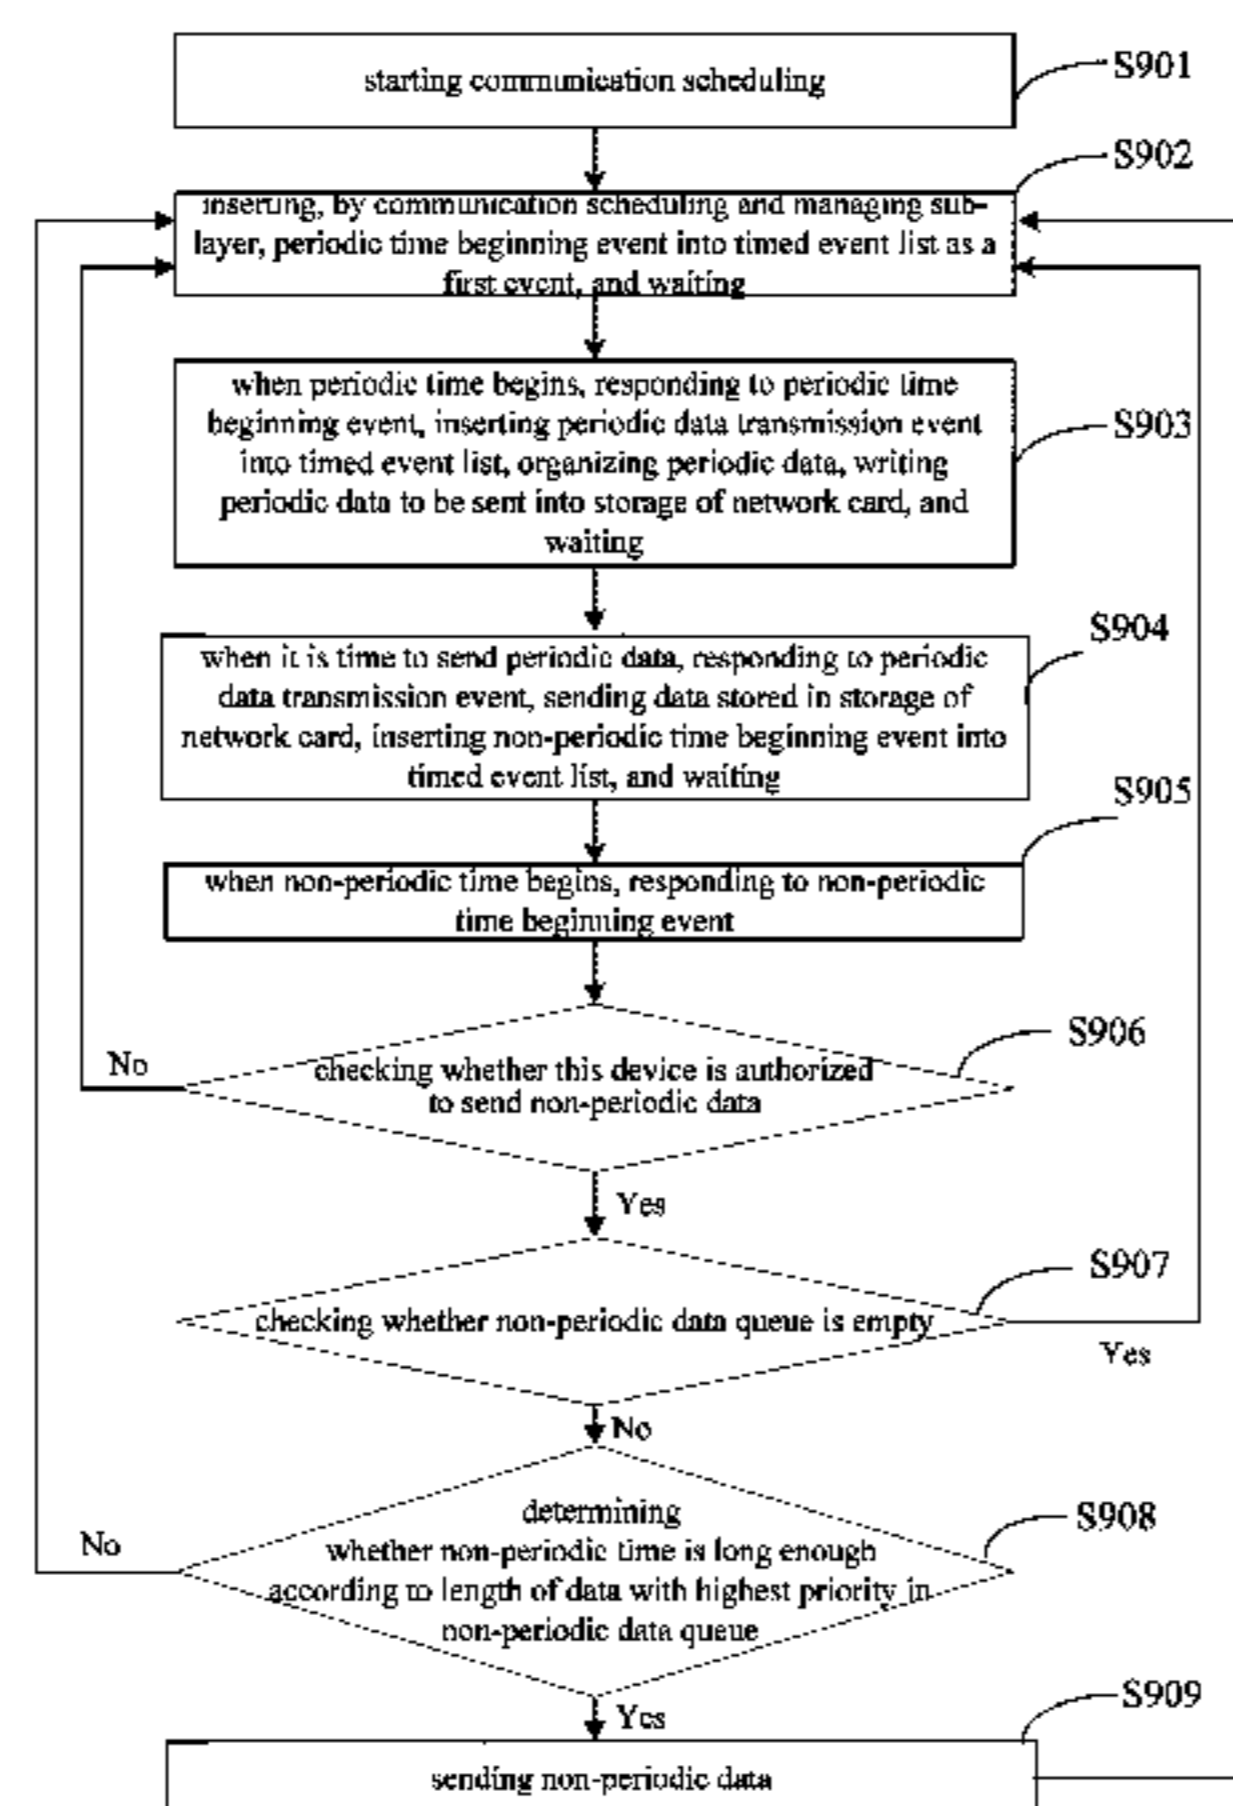 starting communication scheduling
S901
S902
inserting, by communication scheduling and managing sub-
layer, periodic time beginning event into timed event list as a
first event, and waiting
when periodic time begins, responding to periodic time
beginning event, inserting periodic data transmission event
into timed event list, organizing periodic data, writing
periodic data to be sent into storage of network card, and
waiting
S903
S904
when it is time to send periodic data, responding to periodic
data transmission event, sending data stored in storage of
network card, inserting non-periodic time beginning event into
timed event list, and waiting
S905
when non-periodic time begins, responding to non-periodic
time beginning event
S906
No
checking whether this device is authorized
to send non-periodic data
Yes
S907
checking whether non-periodic data queue is empty
Yes
No
S908
No
determining
whether non-periodic time is long enough
according to length of data with highest priority in
non-periodic data queue
Yes
S909
sending non-periodic data